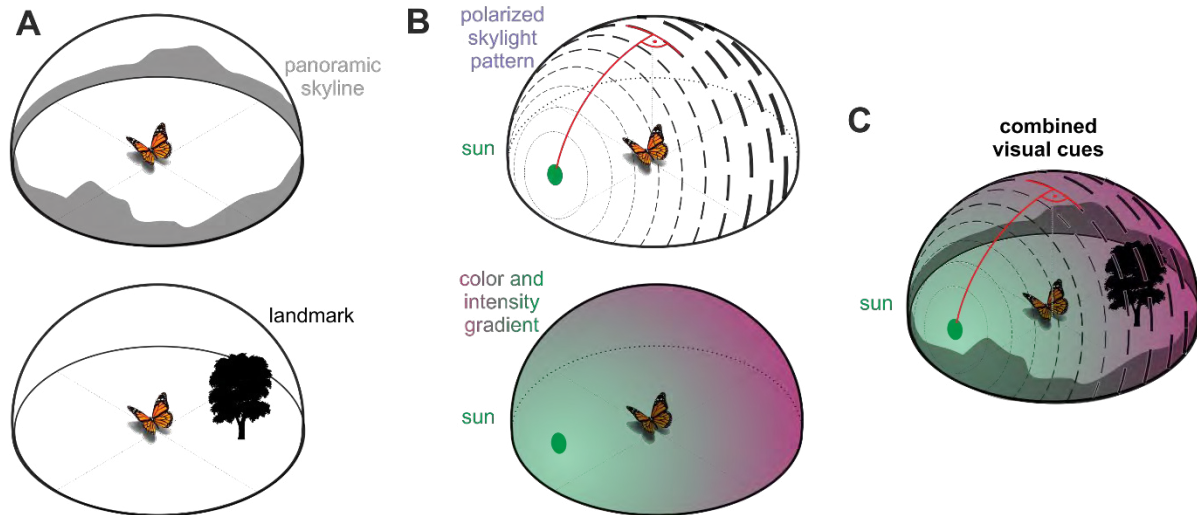 A
panoramic
skyline
landmark
B
polarized
skylight
pattern
sun
color and
intensity
gradient
sun
C
combined
visual cues
sun